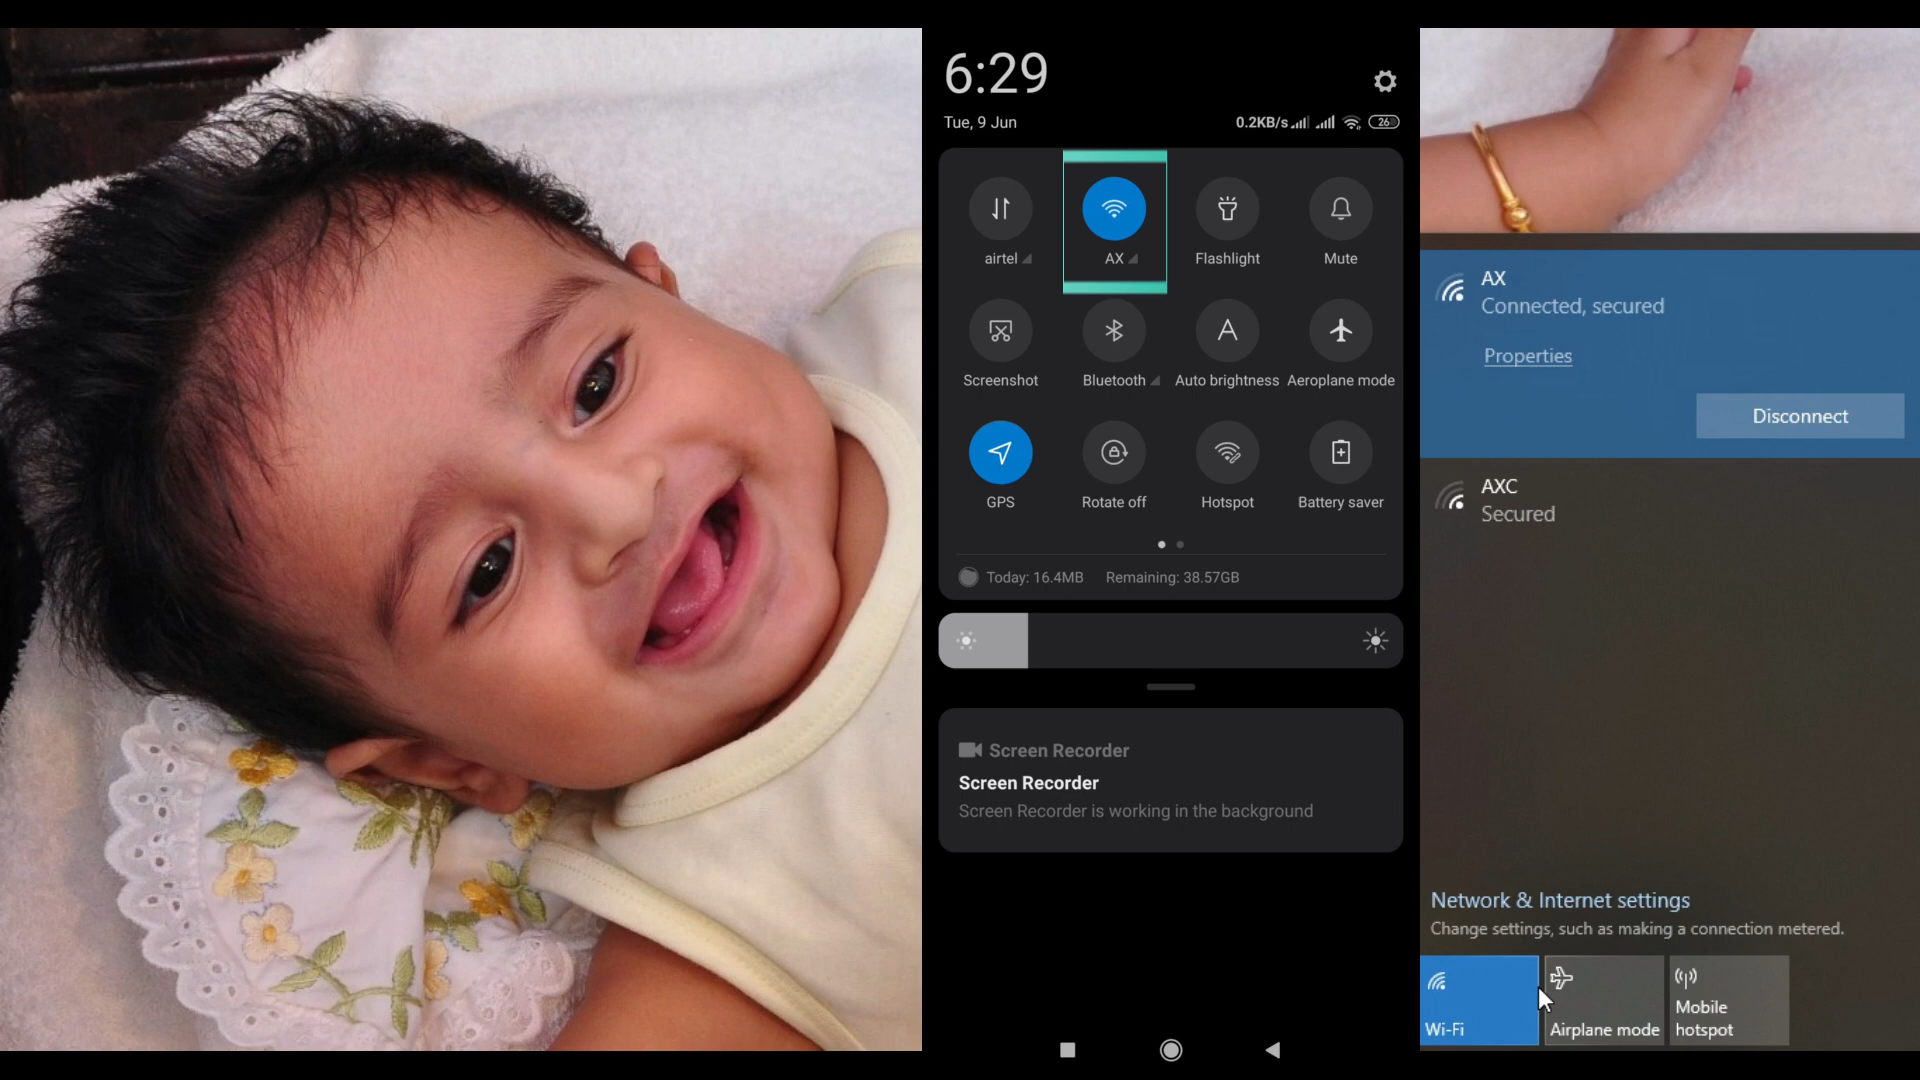 6:29
Tue, 9 Jun
0.2KB/s
26
airtel
AX
Flashlight
Mute
Screenshot
Bluetooth
Auto brightness
Aeroplane mode
GPS
Rotate off
Hotspot
Battery saver
Today: 16.4MB Remaining: 38.57GB
Screen Recorder
Screen Recorder
Screen Recorder is working in the background
AX
Connected, secured
Properties
Disconnect
AXC
Secured
Network & Internet settings
Change settings, such as making a connection metered.
Wi-Fi
Airplane mode
Mobile
hotspot